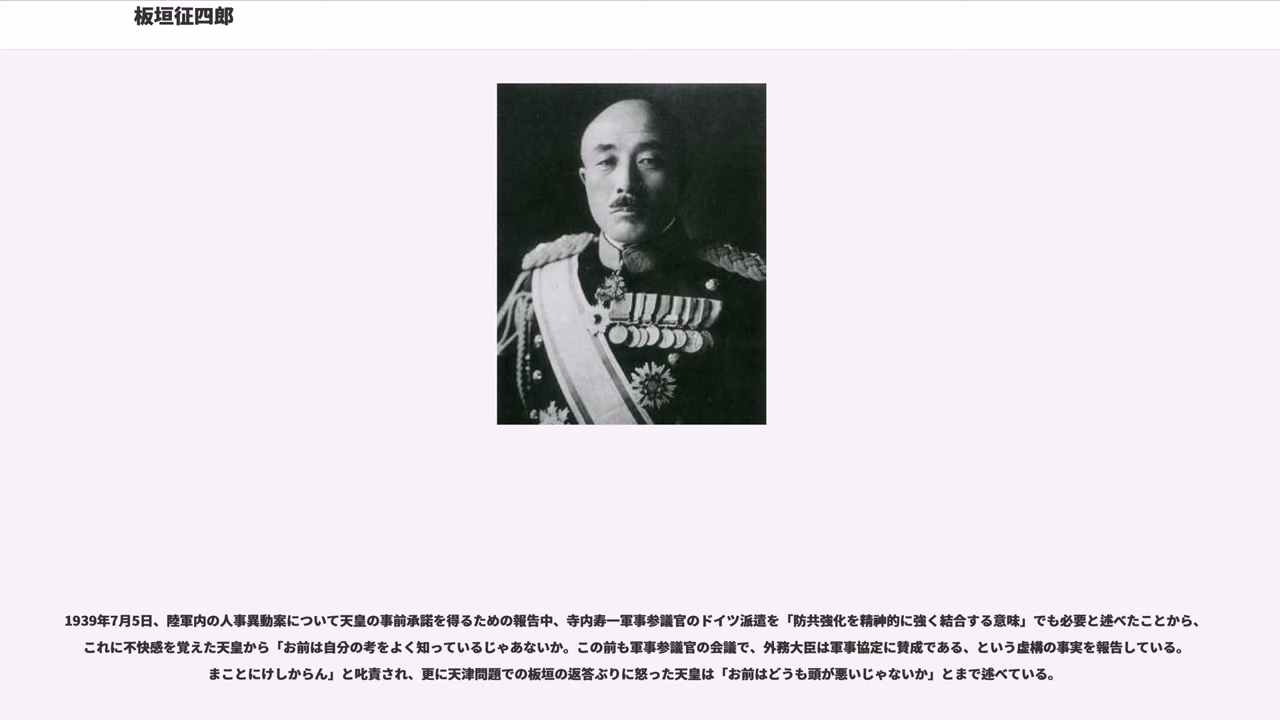 板垣征四郎
1939年7月5日、陸軍内の人事異動案について天皇の事前承諾を得るための報告中、寺内寿一軍事参議官のドイツ派遣を「防共強化を精神的に強く結合する意味」でも必要と述べたことから、
これに不快感を覚えた天皇から「お前は自分の考をよく知っているじゃあないか。この前も軍事参議官の会議で、外務大臣は軍事協定に賛成である、という虚構の事実を報告している。
まことにけしからん」と叱責され、更に天津問題での板垣の返答ぶりに怒った天皇は「お前はどうも頭が悪いじゃないか」とまで述べている。